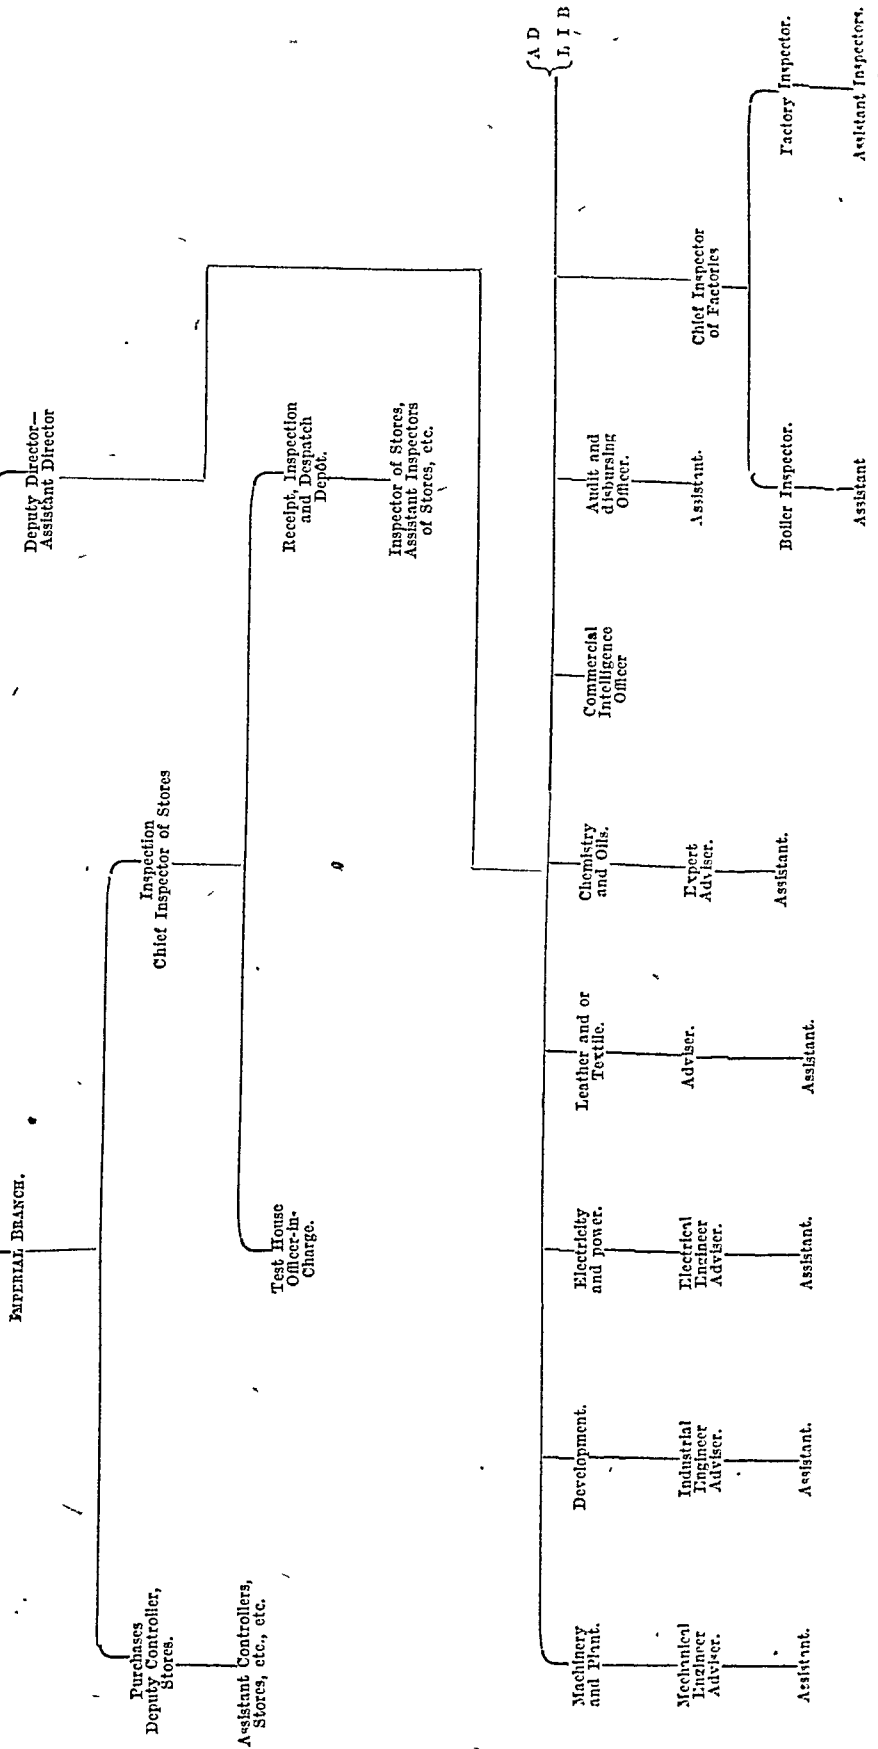 IMPERIAL BRANCH.
Deputy Director—
Assistant Director
Purchases
Deputy Controller,
Stores.
Assistant Controllers,
Stores, etc., etc.
Inspection
Chief Inspector of Stores
Test House
Officer-in-
Charge.
Receipt, Inspection
and Despatch
Depôt.
Inspector of Stores,
Assistant Inspectors
of Stores, etc.
A D
L I B
Machinery
and Plant.
Mechanical
Engineer
Adviser.
Assistant.
Development.
Industrial
Engineer
Adviser.
Assistant.
Electricity
and power.
Electrical
Engineer
Adviser.
Assistant.
Leather and or
Textile.
Adviser.
Assistant.
Chemistry
and Oils.
Expert
Adviser.
Assistant.
Commercial
Intelligence
Officer
Audit and
disbursing
Officer.
Assistant.
Chief Inspector
of Factories
Boiler Inspector.
Assistant
Factory Inspector.
Assistant Inspectors.